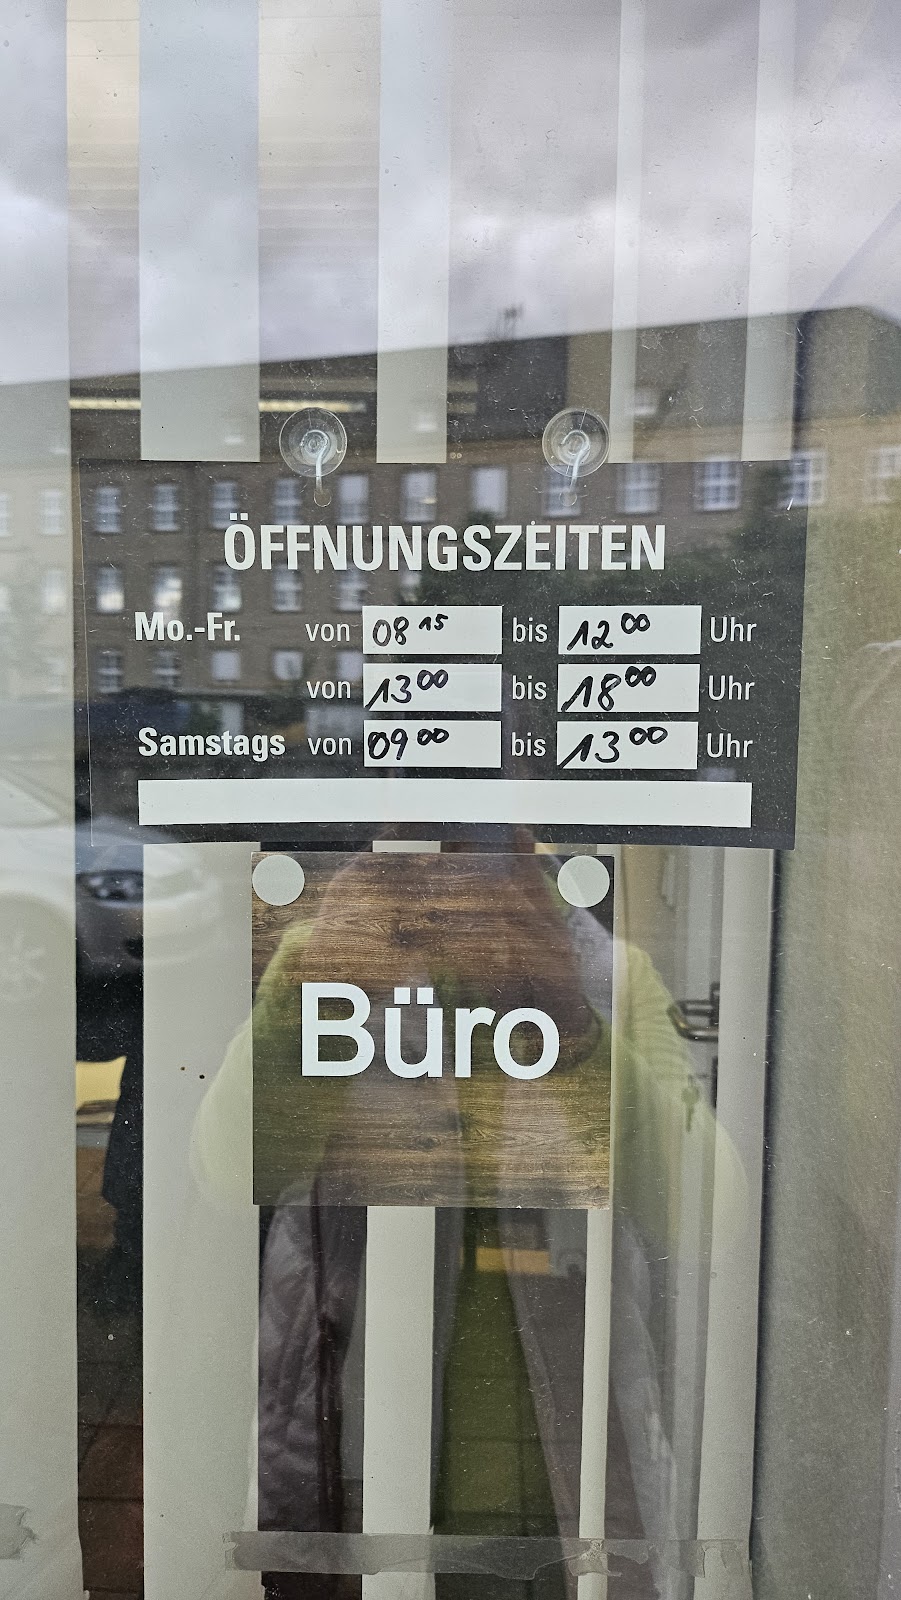 ÖFFNUNGSZEITEN
Mo.-Fr. von 08 15 bis 12 00 Uhr
von 13 00 bis 18 00 Uhr
Samstags von 09 00 bis 13 00 Uhr
Büro